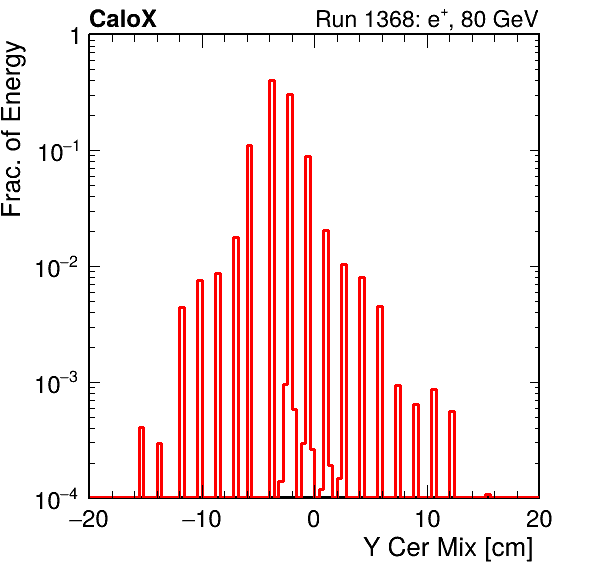 CaloX Run 1368: e⁺, 80 GeV
Frac. of Energy
1
10⁻¹
10⁻²
10⁻³
10⁻⁴
−20 −10 0 10 20
Y Cer Mix [cm]